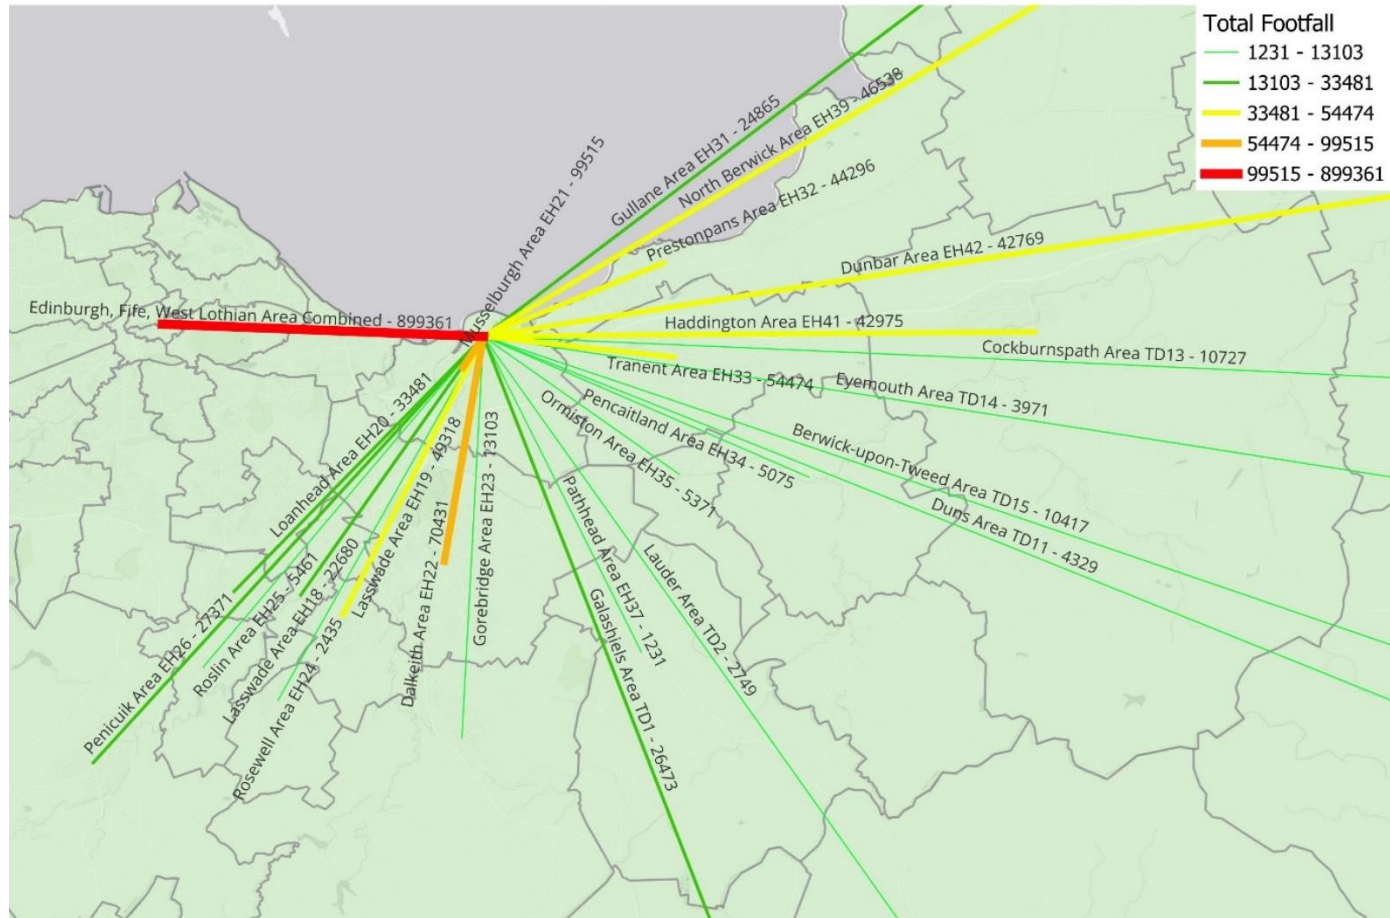 Total Footfall
1231 - 13103
13103 - 33481
33481 - 54474
54474 - 99515
99515 - 899361
Gullane Area EH31 - 24865
North Berwick Area EH39 - 46538
Musselburgh Area EH21 - 99515
Prestonpans Area EH32 - 44296
Dunbar Area EH42 - 42769
Edinburgh, Fife, West Lothian Area Combined - 899361
Haddington Area EH41 - 42975
Cockburnspath Area TD13 - 10727
Tranent Area EH33 - 54474
Eyemouth Area TD14 - 3971
Pencaitland Area EH34 - 5075
Ormiston Area EH35 - 5371
Berwick-upon-Tweed Area TD15 - 10417
Duns Area TD11 - 4329
Loanhead Area EH20 - 33481
Lasswade Area EH19 - 49318
Gorebridge Area EH23 - 13103
Pathhead Area EH37 - 1231
Lauder Area TD2 - 2749
Dalkeith Area EH22 - 70431
Galashiels Area TD1 - 26473
Roslin Area EH25 - 5461
Lasswade Area EH18 - 22680
Penicuik Area EH26 - 27371
Rosewell Area EH24 - 2435